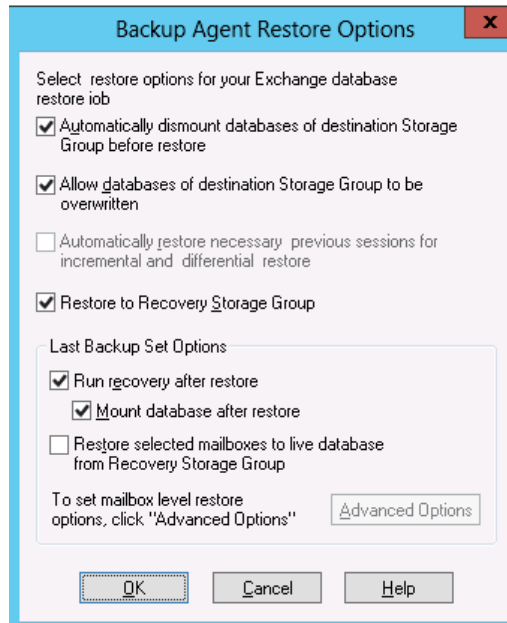 Backup Agent Restore Options
x
Select restore options for your Exchange database
restore iob
Automatically dismount databases of destination Storage
Group before restore
Allow databases of destination Storage Group to be
overwritten
Automatically restore necessary previous sessions for
incremental and differential restore
Restore to Recovery Storage Group
Last Backup Set Options
Run recovery after restore
Mount database after restore
Restore selected mailboxes to live database
from Recovery Storage Group
To set mailbox level restore
options, click "Advanced Options"
Advanced Options
OK
Cancel
Help